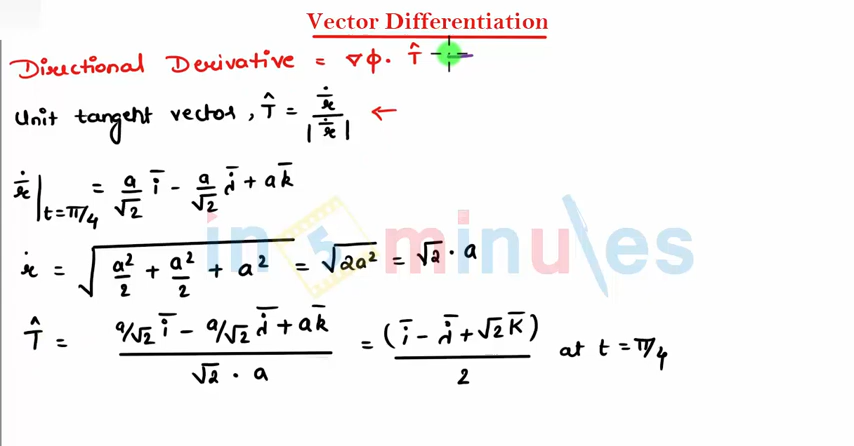 Vector Differentiation
Directional Derivative = ∇ϕ · T̂
Unit tangent vector, T̂ = ṙ̄ / |ṙ̄|  ←
ṙ̄ |t=π/4 = a/√2 i̅ − a/√2 j̅ + a k̅
ṙ = √(a²/2 + a²/2 + a²) = √2a² = √2 · a
T̂ = (a/√2 i̅ − a/√2 j̅ + a k̅) / (√2 · a) = (i̅ − j̅ + √2 k̅) / 2 at t = π/4
in 5 minutes